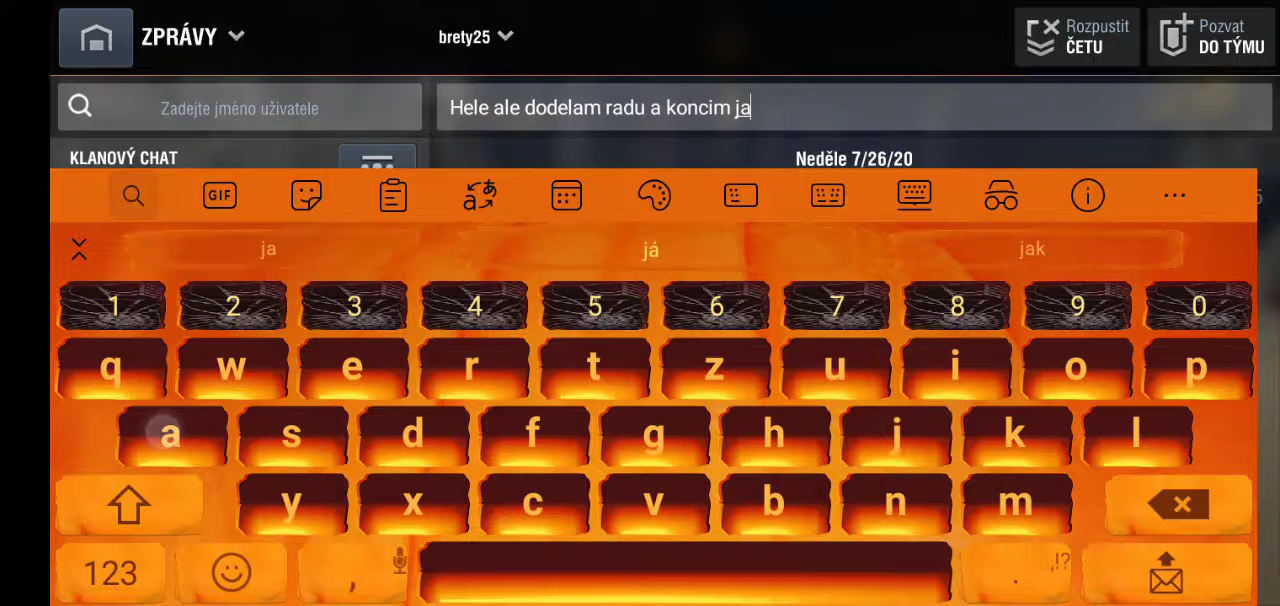 ZPRÁVY
brety25
Rozpustit
ČETU
Pozvat
DO TÝMU
Zadejte jméno uživatele
Hele ale dodelam radu a koncim ja
KLANOVÝ CHAT
Neděle 7/26/20
GIF
ja já jak
1 2 3 4 5 6 7 8 9 0
q w e r t z u i o p
a s d f g h j k l
y x c v b n m
123 , . ,!?